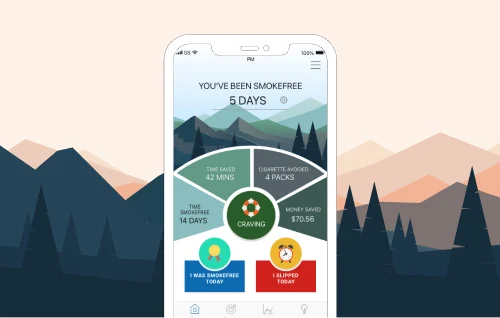 GS
100%
PM
YOU'VE BEEN SMOKEFREE
5 DAYS
TIME SAVED
42 MINS
CIGARETTE AVOIDED
4 PACKS
TIME
SMOKEFREE
14 DAYS
MONEY SAVED
$70.56
CRAVING
I WAS SMOKEFREE
TODAY
I SLIPPED
TODAY